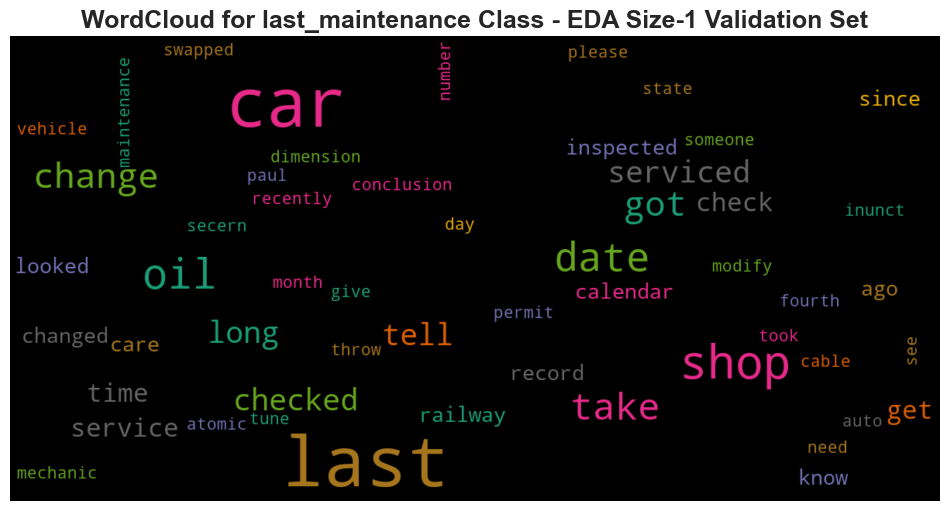 WordCloud for last_maintenance Class - EDA Size-1 Validation Set
swapped
please
number
maintenance
state
since
car
vehicle
someone
inspected
dimension
change
paul
conclusion
serviced
recently
got
check
inunct
secern
day
date
looked
oil
modify
month
give
calendar
ago
fourth
permit
changed
care
long
tell
throw
took
see
shop
cable
record
time
checked
take
railway
get
service
atomic
tune
auto
last
need
mechanic
know